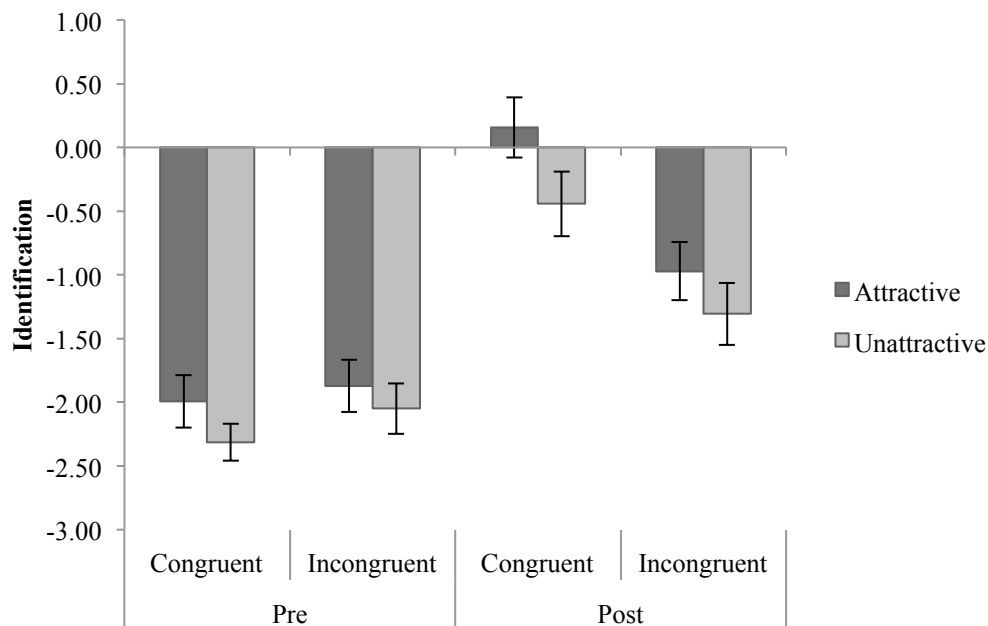 1.00
0.50
0.00
-0.50
-1.00
-1.50
-2.00
-2.50
-3.00
Identification
Attractive
Unattractive
Congruent Incongruent Congruent Incongruent
Pre Post